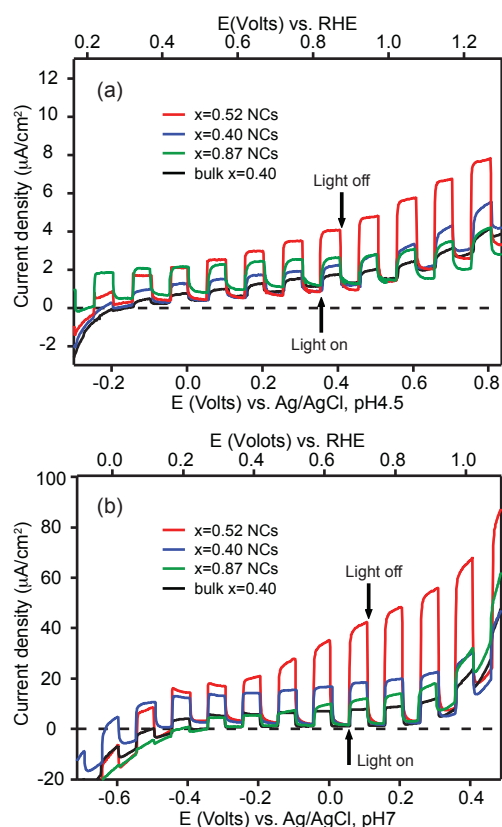 E(Volts) vs. RHE
0.2 0.4 0.6 0.8 1.0 1.2
(a)
12
10
8
6
4
2
0
-2
Current density (μA/cm²)
x=0.52 NCs
x=0.40 NCs
x=0.87 NCs
bulk x=0.40
Light off
Light on
-0.2 0.0 0.2 0.4 0.6 0.8
E (Volts) vs. Ag/AgCl, pH4.5
E (Volots) vs. RHE
0.0 0.2 0.4 0.6 0.8 1.0
(b)
100
80
60
40
20
0
-20
Current density (μA/cm²)
x=0.52 NCs
x=0.40 NCs
x=0.87 NCs
bulk x=0.40
Light off
Light on
-0.6 -0.4 -0.2 0.0 0.2 0.4
E (Volts) vs. Ag/AgCl, pH7